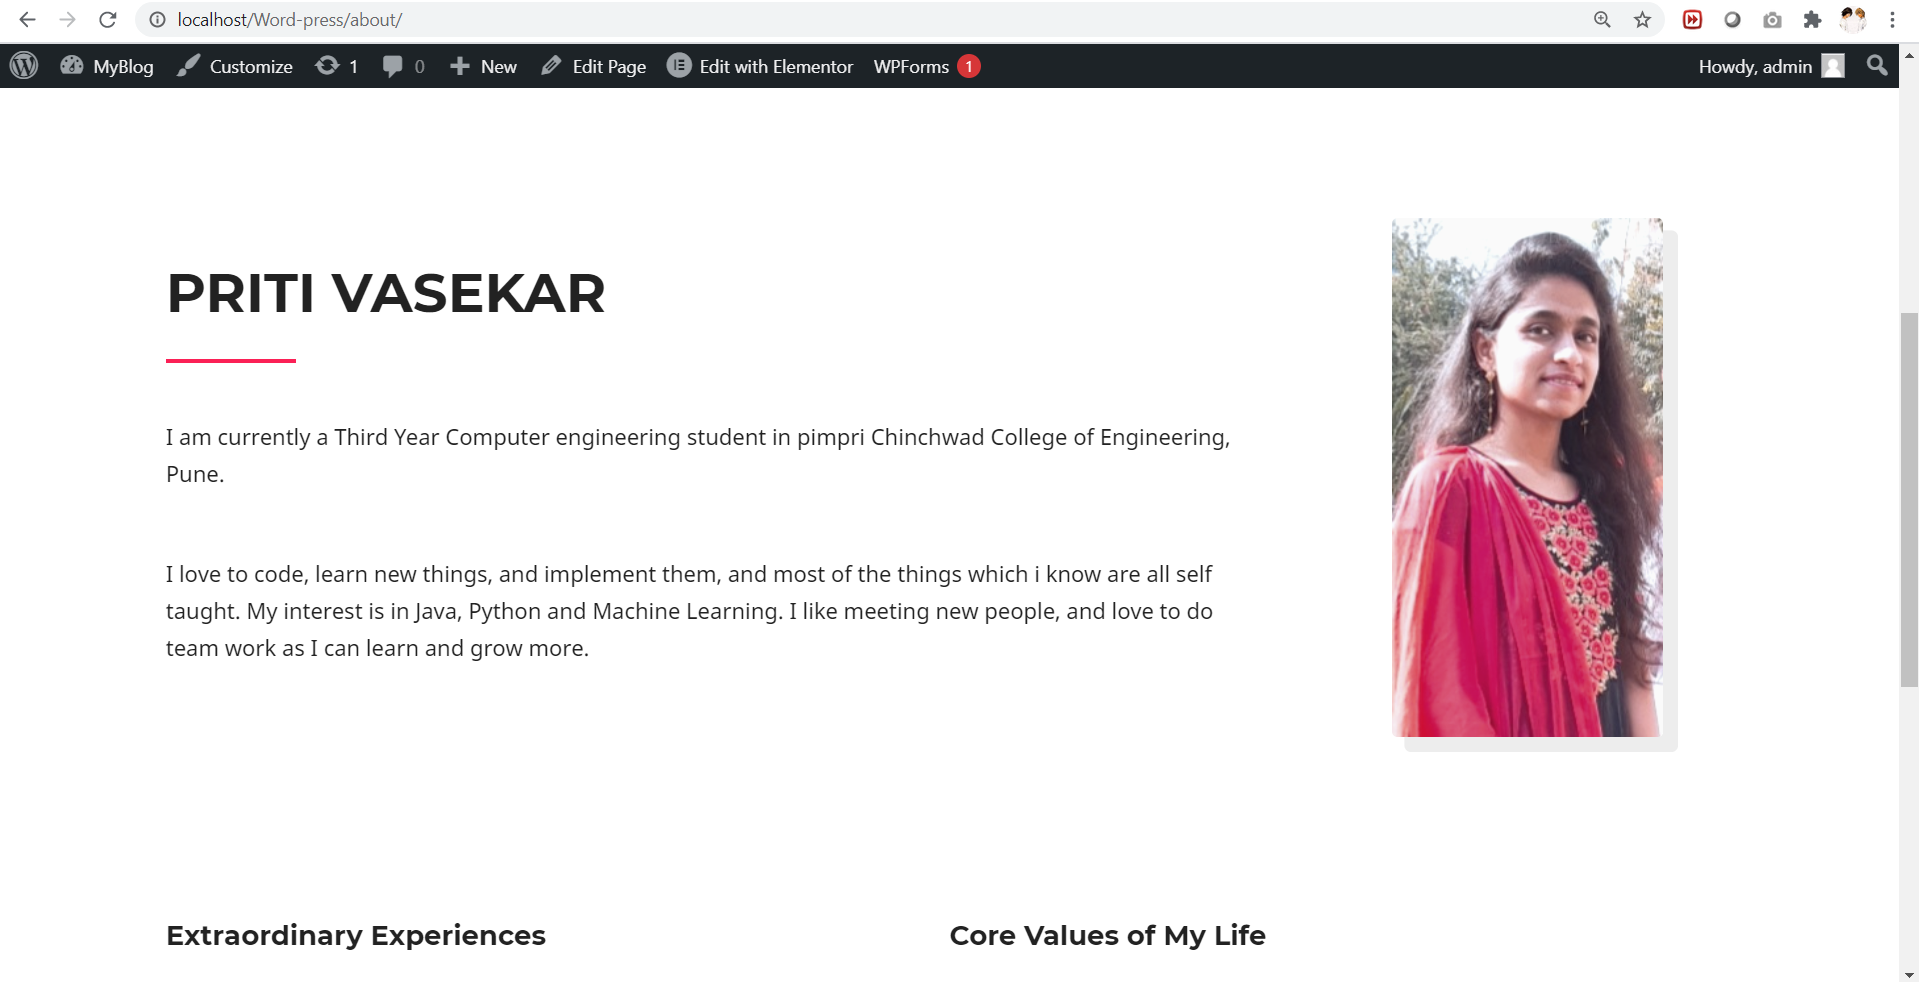 localhost/Word-press/about/
MyBlog Customize 1 0 New Edit Page Edit with Elementor WPForms 1 Howdy, admin
PRITI VASEKAR
I am currently a Third Year Computer engineering student in pimpri Chinchwad College of Engineering,
Pune.
I love to code, learn new things, and implement them, and most of the things which i know are all self
taught. My interest is in Java, Python and Machine Learning. I like meeting new people, and love to do
team work as I can learn and grow more.
Extraordinary Experiences
Core Values of My Life